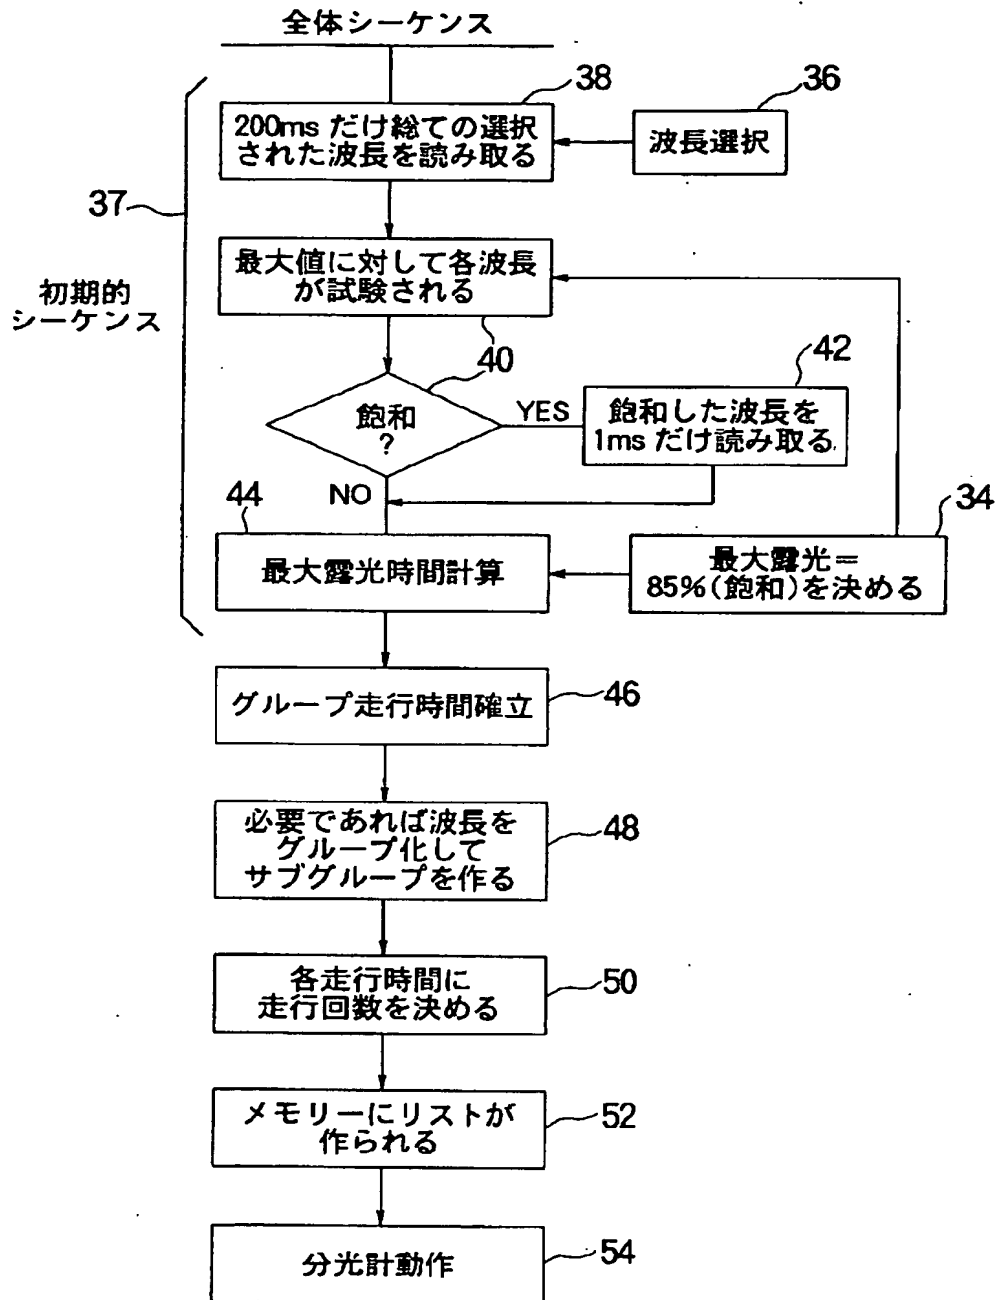 全体シーケンス
38
36
200ms だけ総ての選択
された波長を読み取る
波長選択
37
最大値に対して各波長
が試験される
初期的
シーケンス
40
42
飽和
?
YES
飽和した波長を
1ms だけ読み取る
NO
44
34
最大露光時間計算
最大露光＝
85%(飽和)を決める
グループ走行時間確立
46
必要であれば波長を
グループ化して
サブグループを作る
48
各走行時間に
走行回数を決める
50
メモリーにリストが
作られる
52
分光計動作
54